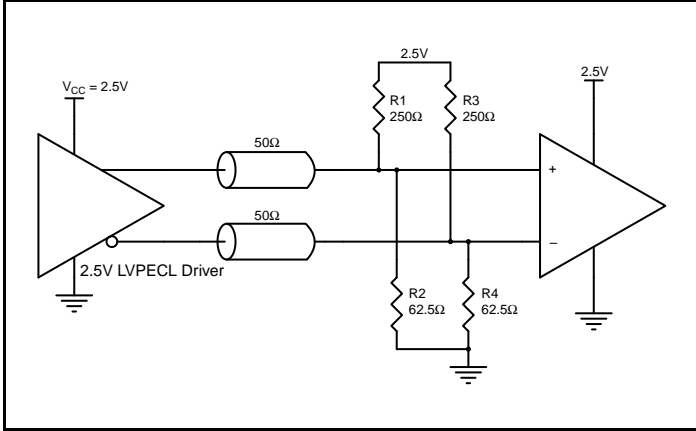 2.5V
2.5V
V_CC = 2.5V
R1
250Ω
R3
250Ω
50Ω
+
50Ω
–
2.5V LVPECL Driver
R2
62.5Ω
R4
62.5Ω